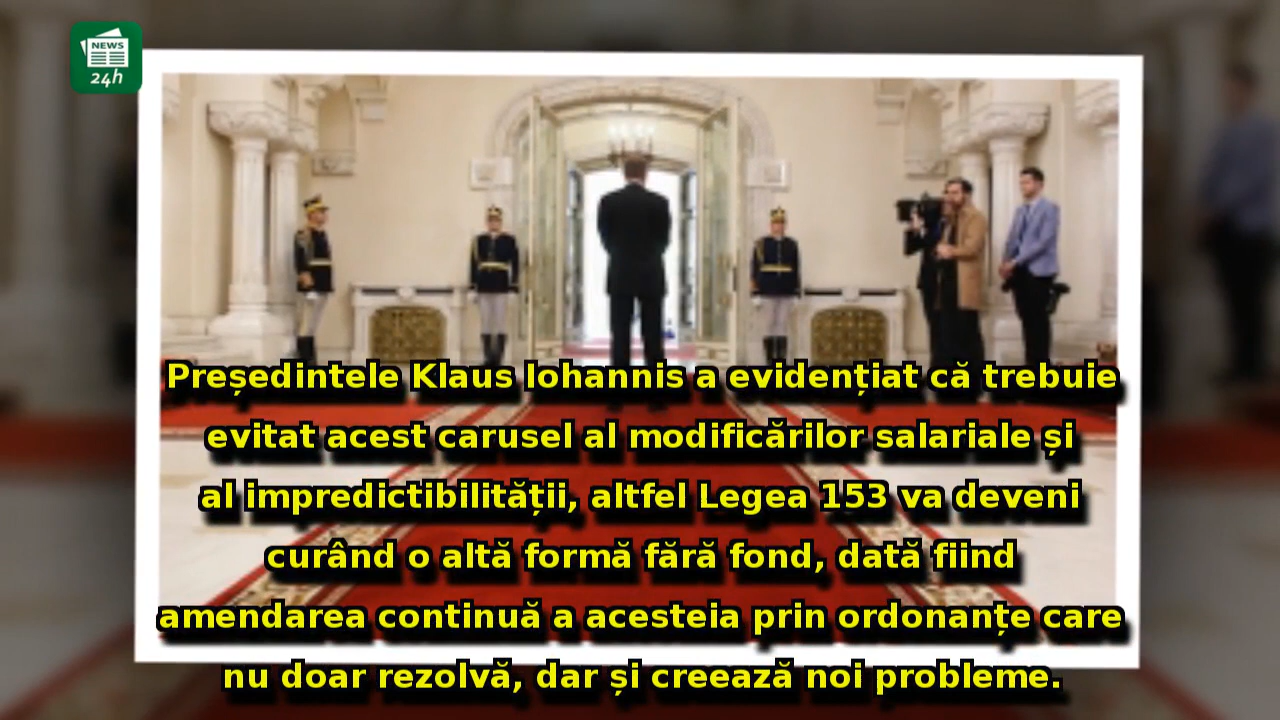 NEWS
24h
Președintele Klaus Iohannis a evidențiat că trebuie
evitat acest carusel al modificărilor salariale și
al impredictibilității, altfel Legea 153 va deveni
curând o altă formă fără fond, dată fiind
amendarea continuă a acesteia prin ordonanțe care
nu doar rezolvă, dar și creează noi probleme.